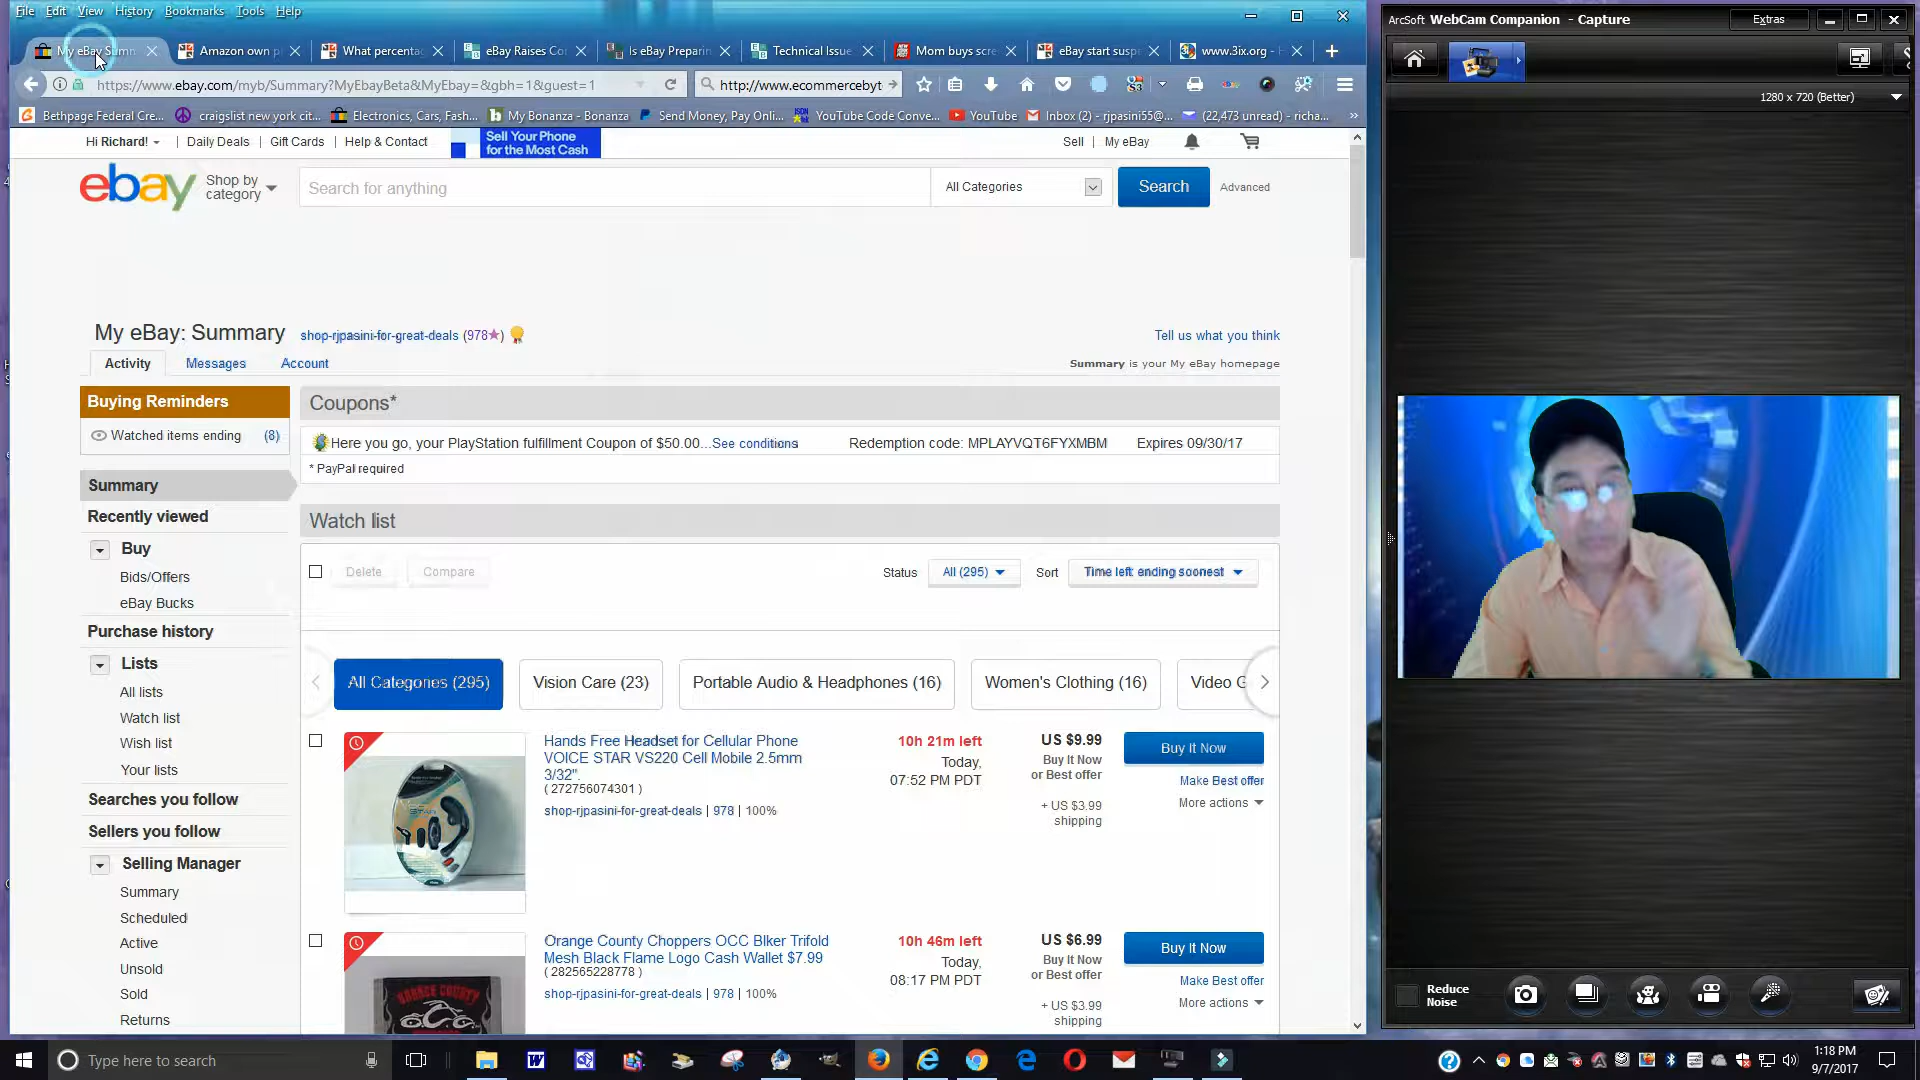 File Edit View History Bookmarks Tools Help
ArcSoft WebCam Companion - Capture Extras
My eBay Summ Amazon own p What percenta eBay Raises Co Is eBay Preparin Technical Issue Mom buys scre eBay start susp www.3ix.org - H
https://www.ebay.com/myb/Summary?MyEbayBeta&MyEbay=&gbh=1&guest=1 http://www.ecommercebyt
1280 x 720 (Better)
Bethpage Federal Cre... craigslist new york cit... Electronics, Cars, Fash... My Bonanza - Bonanza Send Money, Pay Onli... YouTube Code Conve... YouTube Inbox (2) - rjpasini55@... (22,473 unread) - richa...
Hi Richard! Daily Deals Gift Cards Help & Contact Sell Your Phone for the Most Cash Sell My eBay
ebay Shop by category Search for anything All Categories Search Advanced
My eBay: Summary shop-rjpasini-for-great-deals (978) Tell us what you think
Activity Messages Account Summary is your My eBay homepage
Buying Reminders
Watched items ending (8)
Coupons*
Here you go, your PlayStation fulfillment Coupon of $50.00...See conditions Redemption code: MPLAYVQT6FYXMBM Expires 09/30/17
* PayPal required
Summary
Recently viewed
Buy
Bids/Offers
eBay Bucks
Purchase history
Lists
All lists
Watch list
Wish list
Your lists
Searches you follow
Sellers you follow
Selling Manager
Summary
Scheduled
Active
Unsold
Sold
Returns
Watch list
Delete Compare Status All (295) Sort Time left: ending soonest
All Categories (295) Vision Care (23) Portable Audio & Headphones (16) Women's Clothing (16) Video G
Hands Free Headset for Cellular Phone
VOICE STAR VS220 Cell Mobile 2.5mm
3/32".
( 272756074301 )
shop-rjpasini-for-great-deals | 978 | 100%
10h 21m left
Today,
07:52 PM PDT
US $9.99
Buy It Now
or Best offer
+ US $3.99
shipping
Buy It Now
Make Best offer
More actions
Orange County Choppers OCC BIker Trifold
Mesh Black Flame Logo Cash Wallet $7.99
( 282565228778 )
shop-rjpasini-for-great-deals | 978 | 100%
10h 46m left
Today,
08:17 PM PDT
US $6.99
Buy It Now
or Best offer
+ US $3.99
shipping
Buy It Now
Make Best offer
More actions
ORANGE COUNTY
Reduce
Noise
Type here to search
1:18 PM
9/7/2017